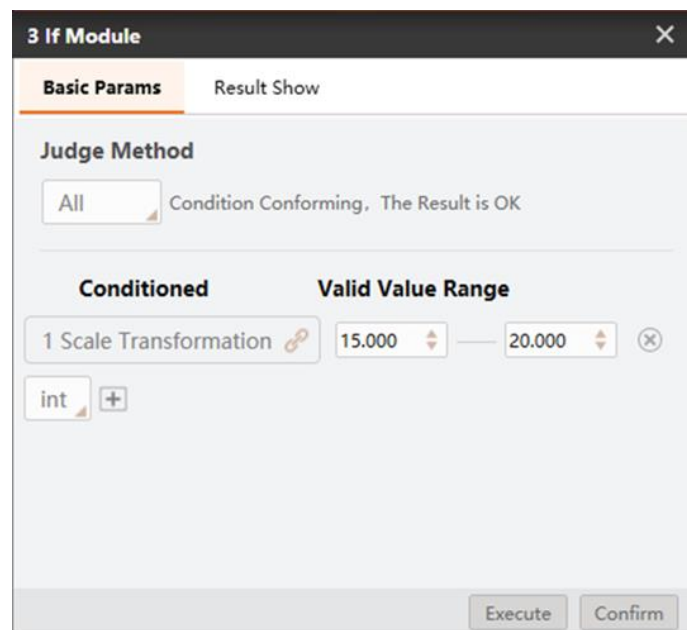 3 If Module
Basic Params Result Show
Judge Method
All Condition Conforming, The Result is OK
Conditioned Valid Value Range
1 Scale Transformation 15.000 20.000
int
Execute Confirm